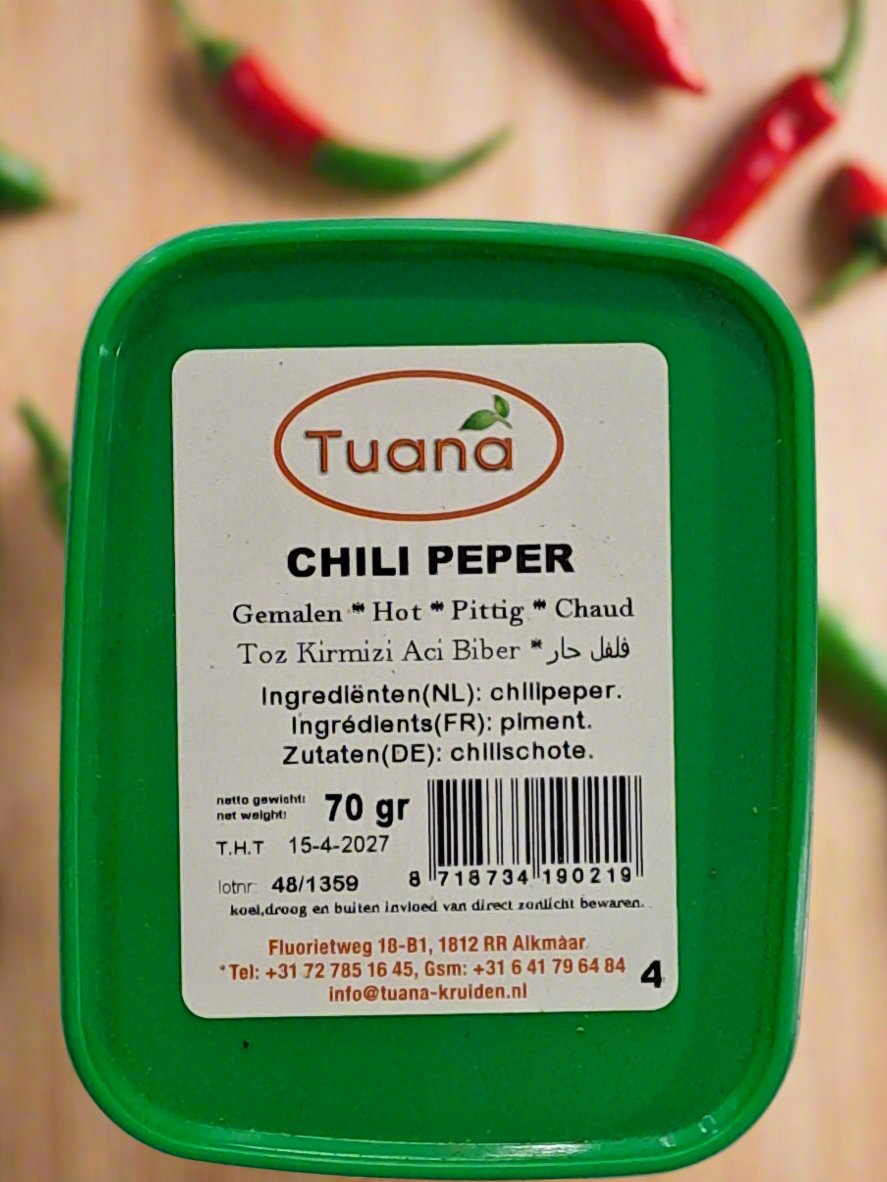 Tuana
CHILI PEPER
Gemalen * Hot * Pittig * Chaud
Toz Kirmizi Aci Biber * فلفل حار
Ingrediënten(NL): chilipeper.
Ingrédients(FR): piment.
Zutaten(DE): chilischote.
netto gewicht: 70 gr
net weight:
T.H.T 15-4-2027
lotnr: 48/1359
8 718734 190219
koel,droog en buiten invloed van direct zonlicht bewaren.
Fluorietweg 18-B1, 1812 RR Alkmaar
*Tel: +31 72 785 16 45, Gsm: +31 6 41 79 64 84
info@tuana-kruiden.nl
4